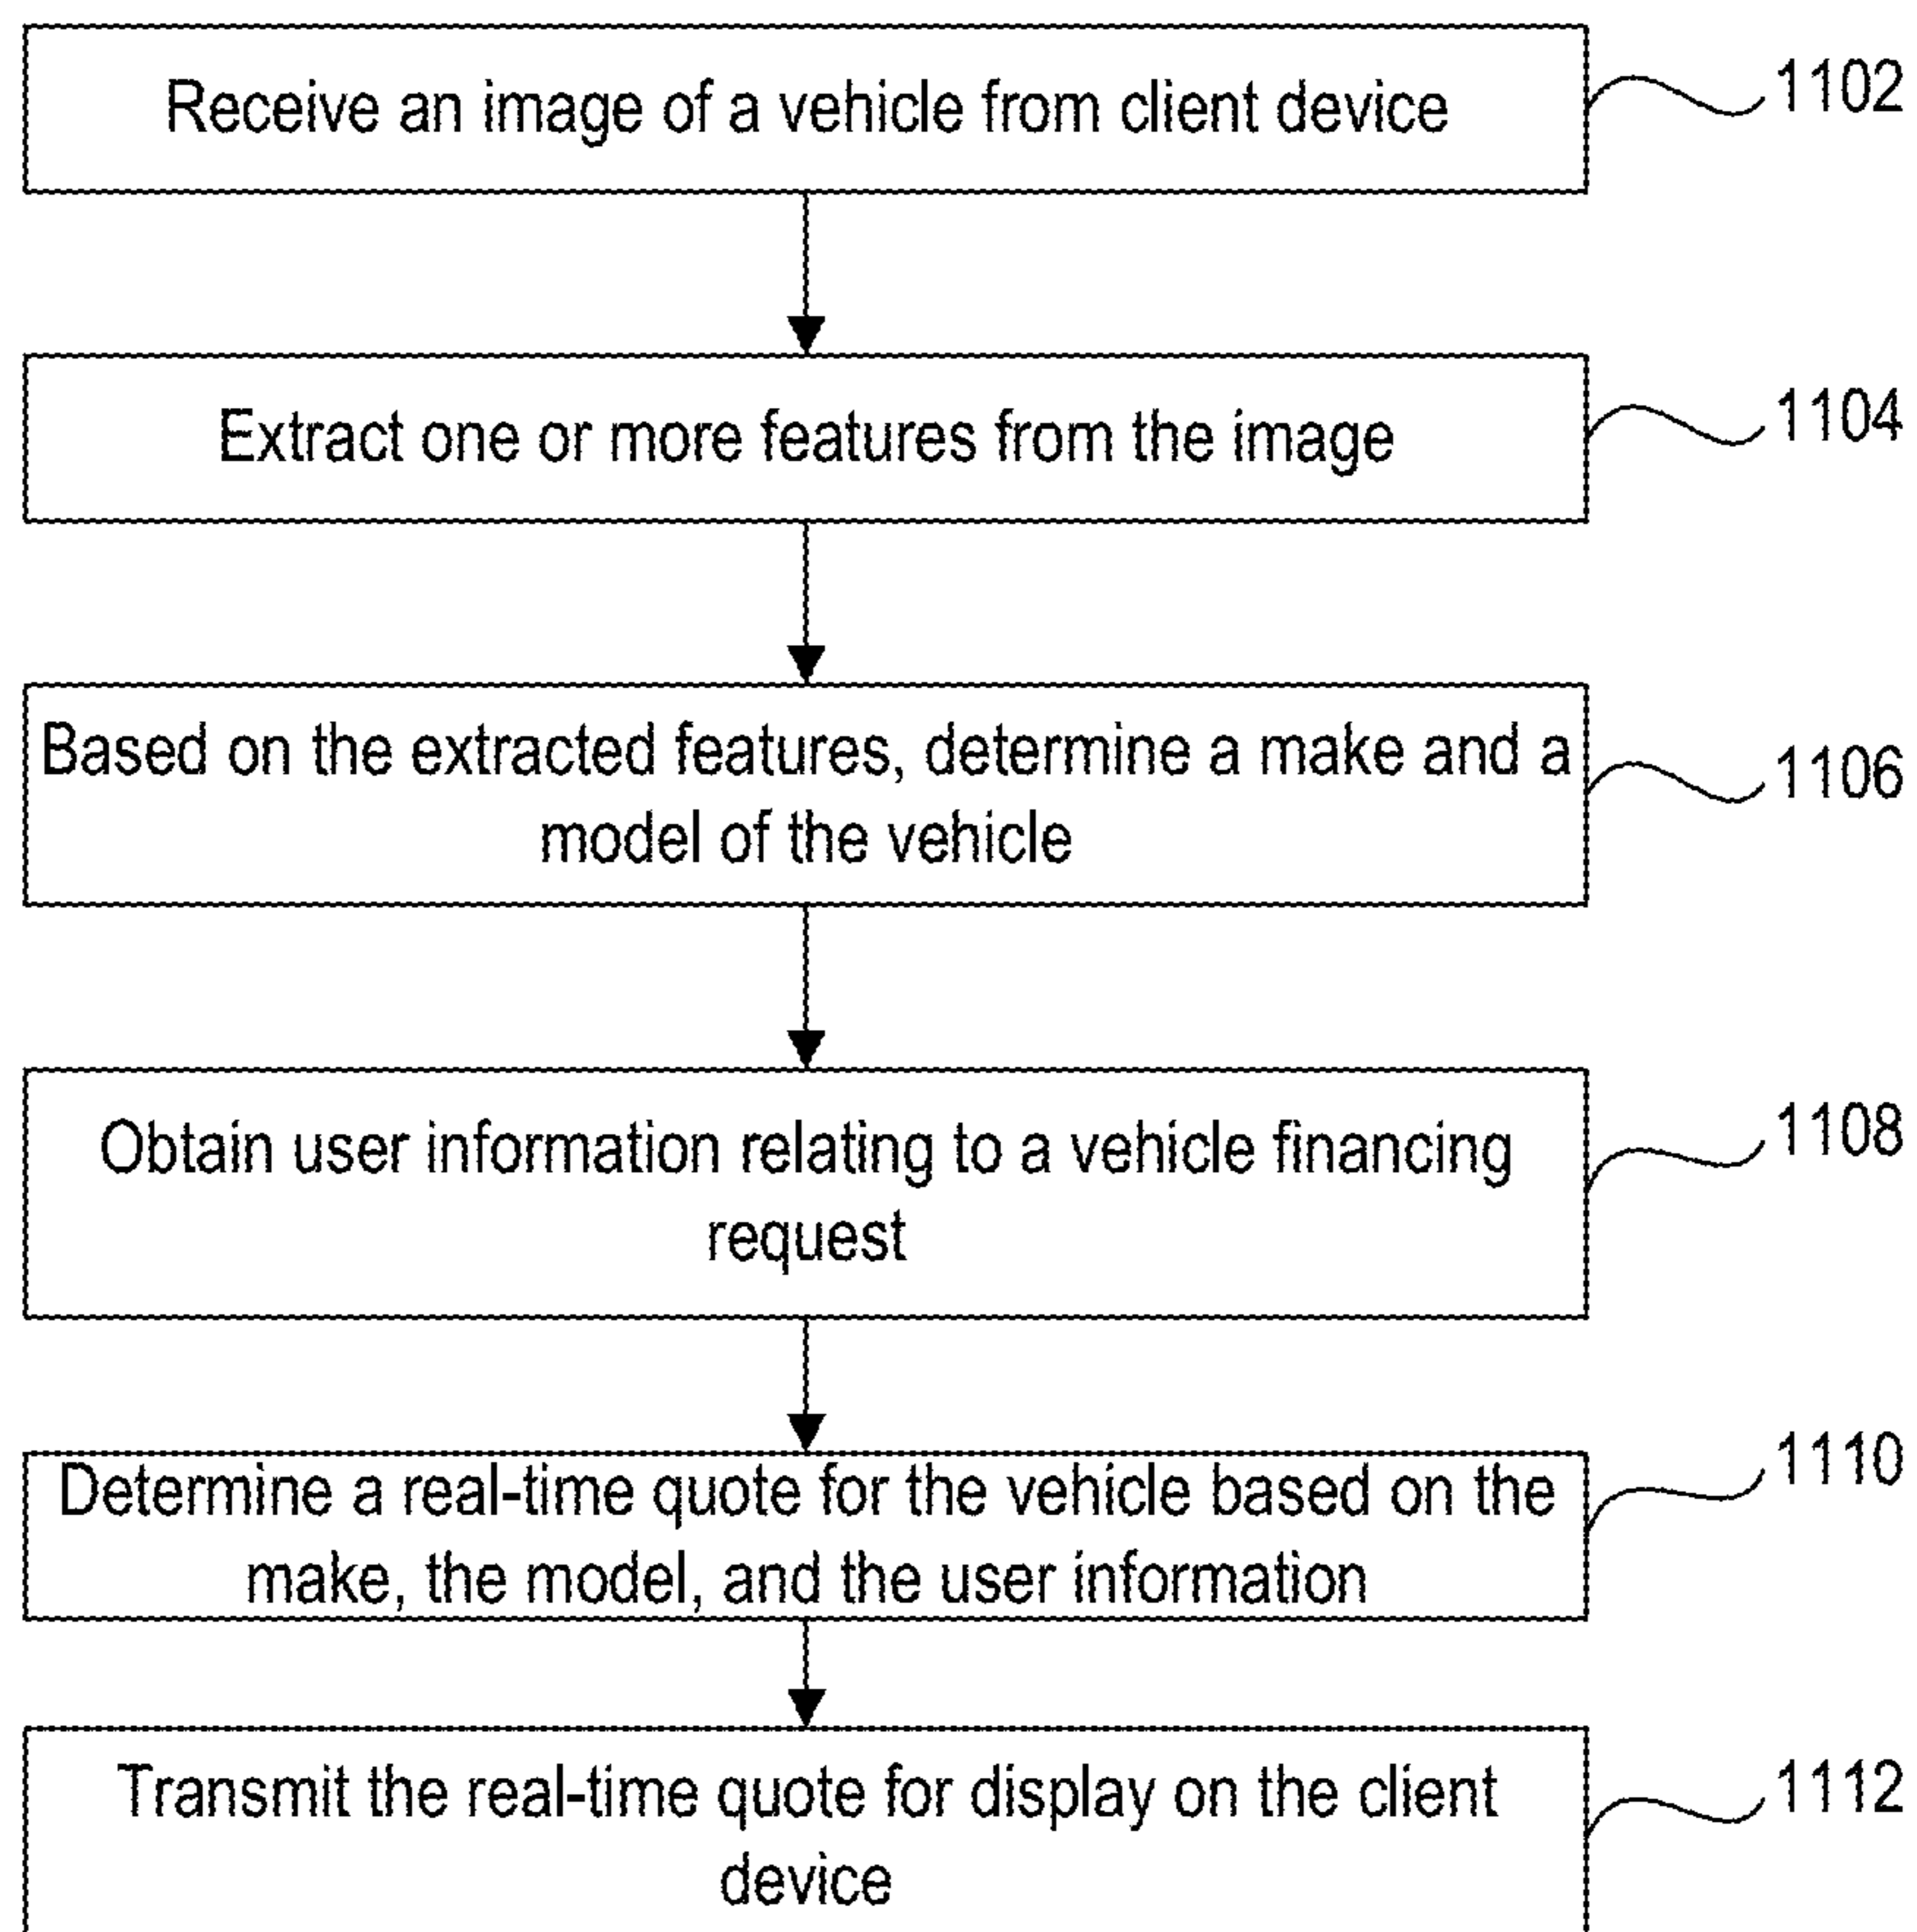 Receive an image of a vehicle from client device
1102
Extract one or more features from the image
1104
Based on the extracted features, determine a make and a
model of the vehicle
1106
Obtain user information relating to a vehicle financing
request
1108
Determine a real-time quote for the vehicle based on the
make, the model, and the user information
1110
Transmit the real-time quote for display on the client
device
1112